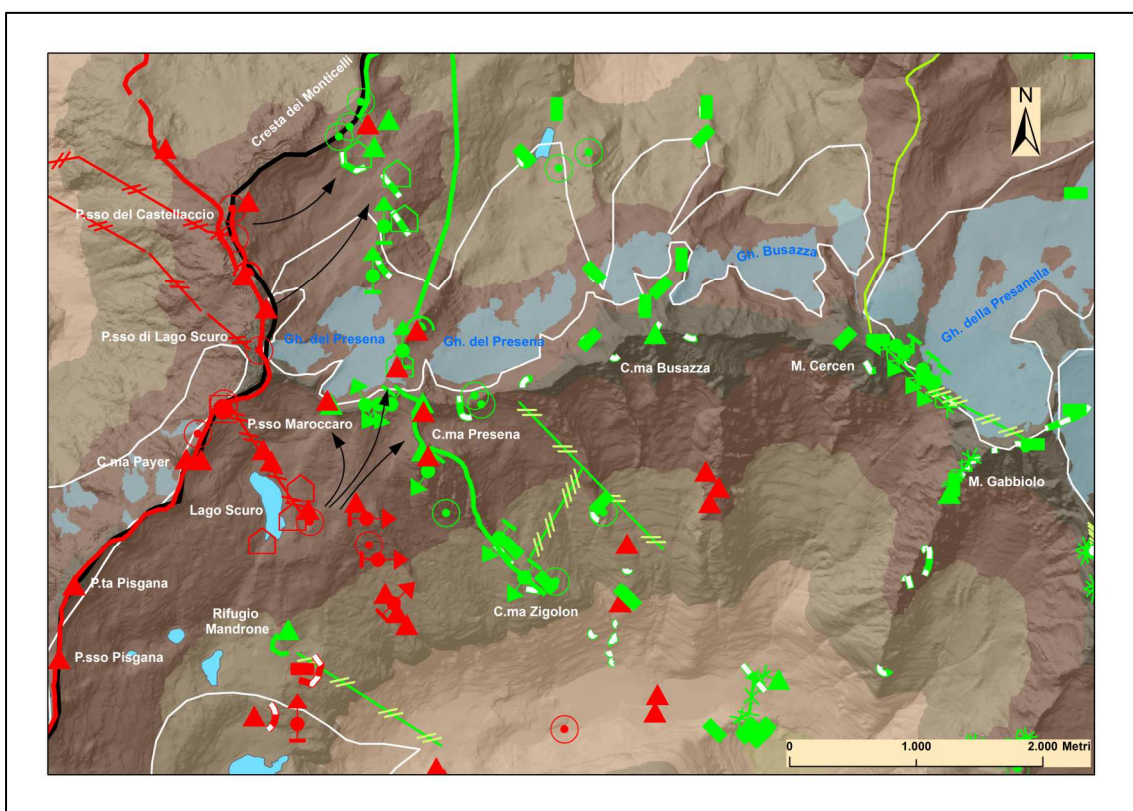 Cresta dei Monticelli
N
P.sso del Castellaccio
Gh. Busazza
Gh. della Presanella
P.sso di Lago Scuro
Gh. del Presena
Gh. del Presena
C.ma Busazza
M. Cercen
P.sso Maroccaro
C.ma Presena
C.ma Payer
M. Gabbiolo
Lago Scuro
P.ta Pisgana
C.ma Zigolon
Rifugio
Mandrone
P.sso Pisgana
0 1.000 2.000 Metri